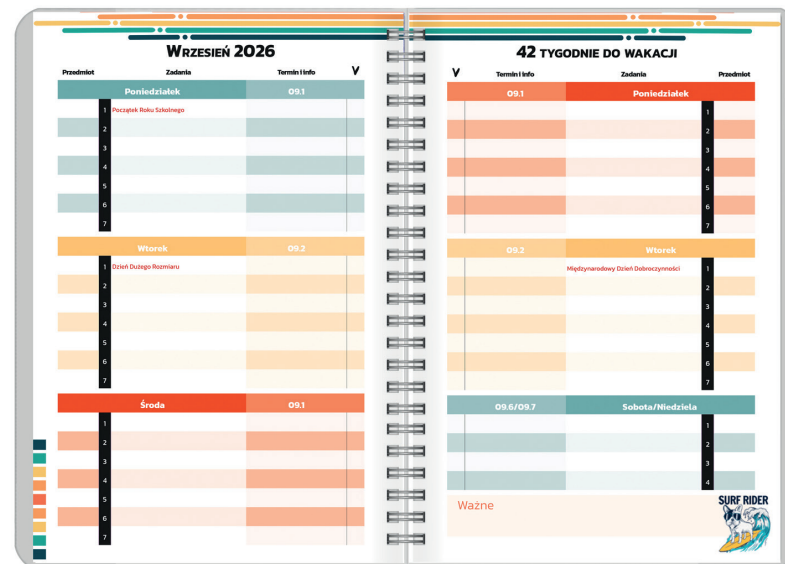 Wrzesień 2026
Przedmiot Zadania Termin i info V
Poniedziałek 09.1
1 Początek Roku Szkolnego
2
3
4
5
6
7
Wtorek 09.2
1 Dzień Dużego Rozmiaru
2
3
4
5
6
7
Środa 09.1
1
2
3
4
5
6
7
42 tygodnie do wakacji
V Termin i info Zadania Przedmiot
09.1 Poniedziałek
1
2
3
4
5
6
7
09.2 Wtorek
Międzynarodowy Dzień Dobroczynności 1
2
3
4
5
6
7
09.6/09.7 Sobota/Niedziela
1
2
3
4
Ważne
SURF RIDER